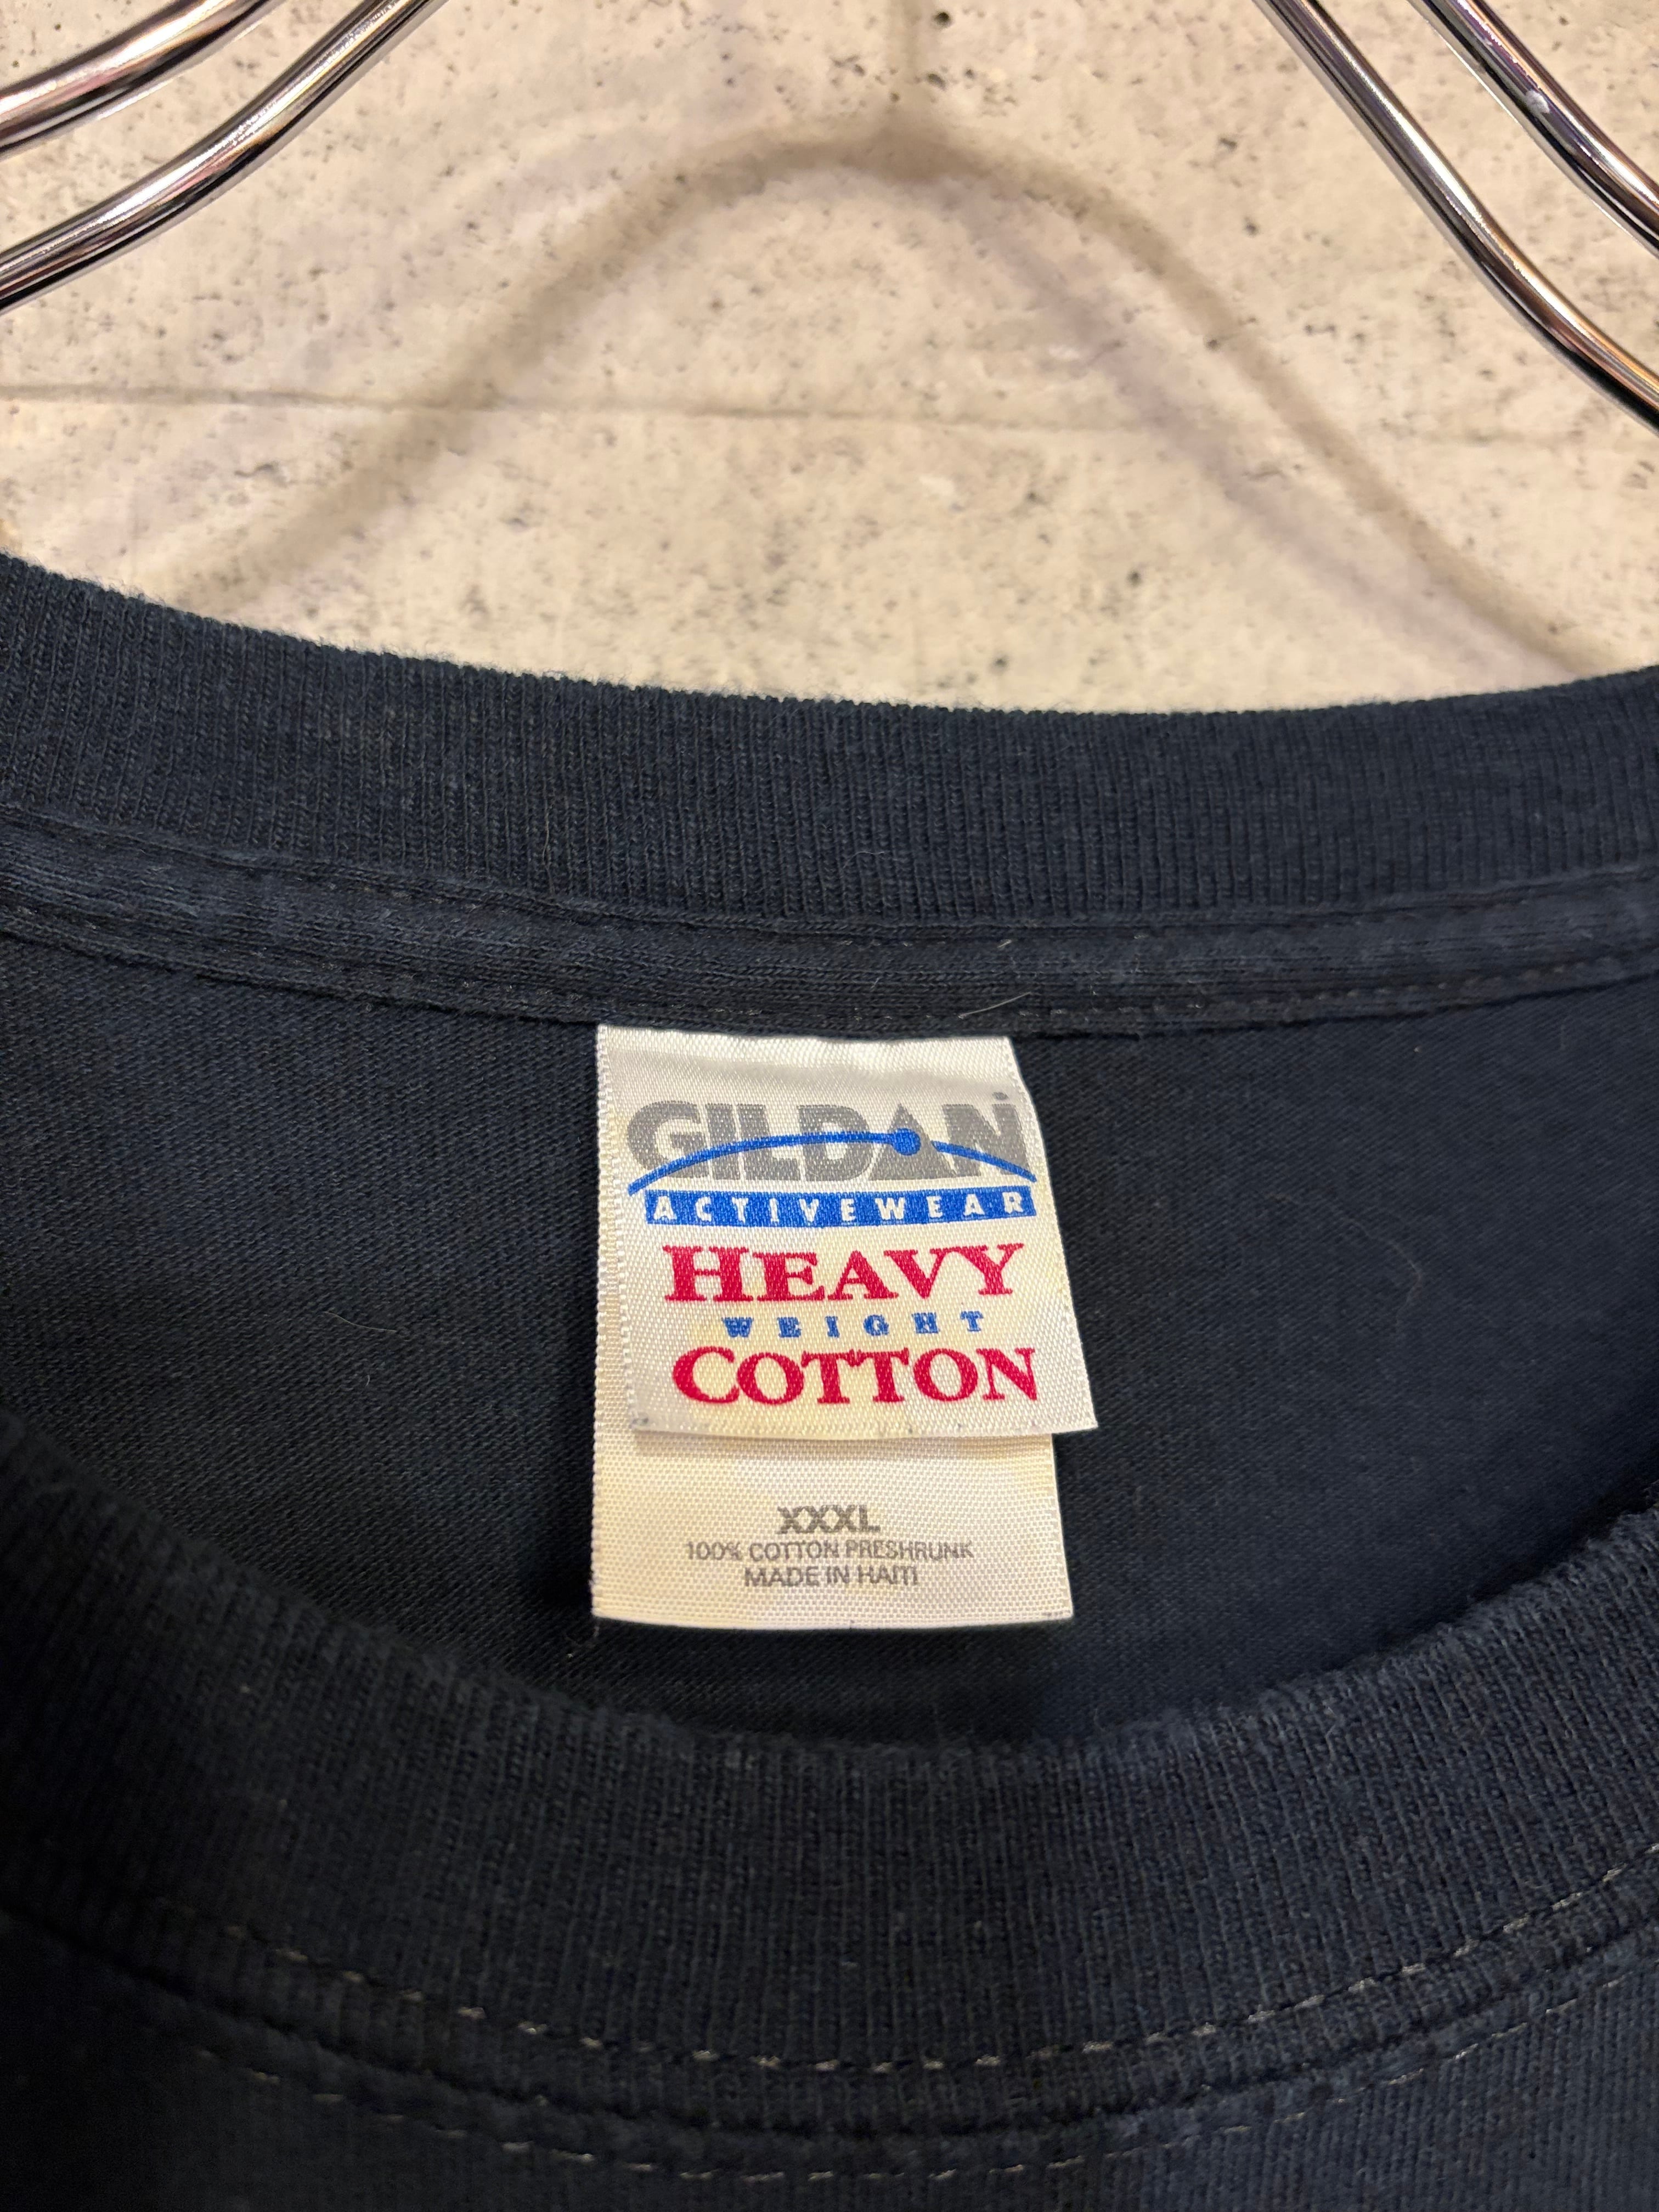 GILDAN
ACTIVEWEAR
HEAVY
WEIGHT
COTTON
XXXL
100% COTTON PRESHRUNK
MADE IN HAITI